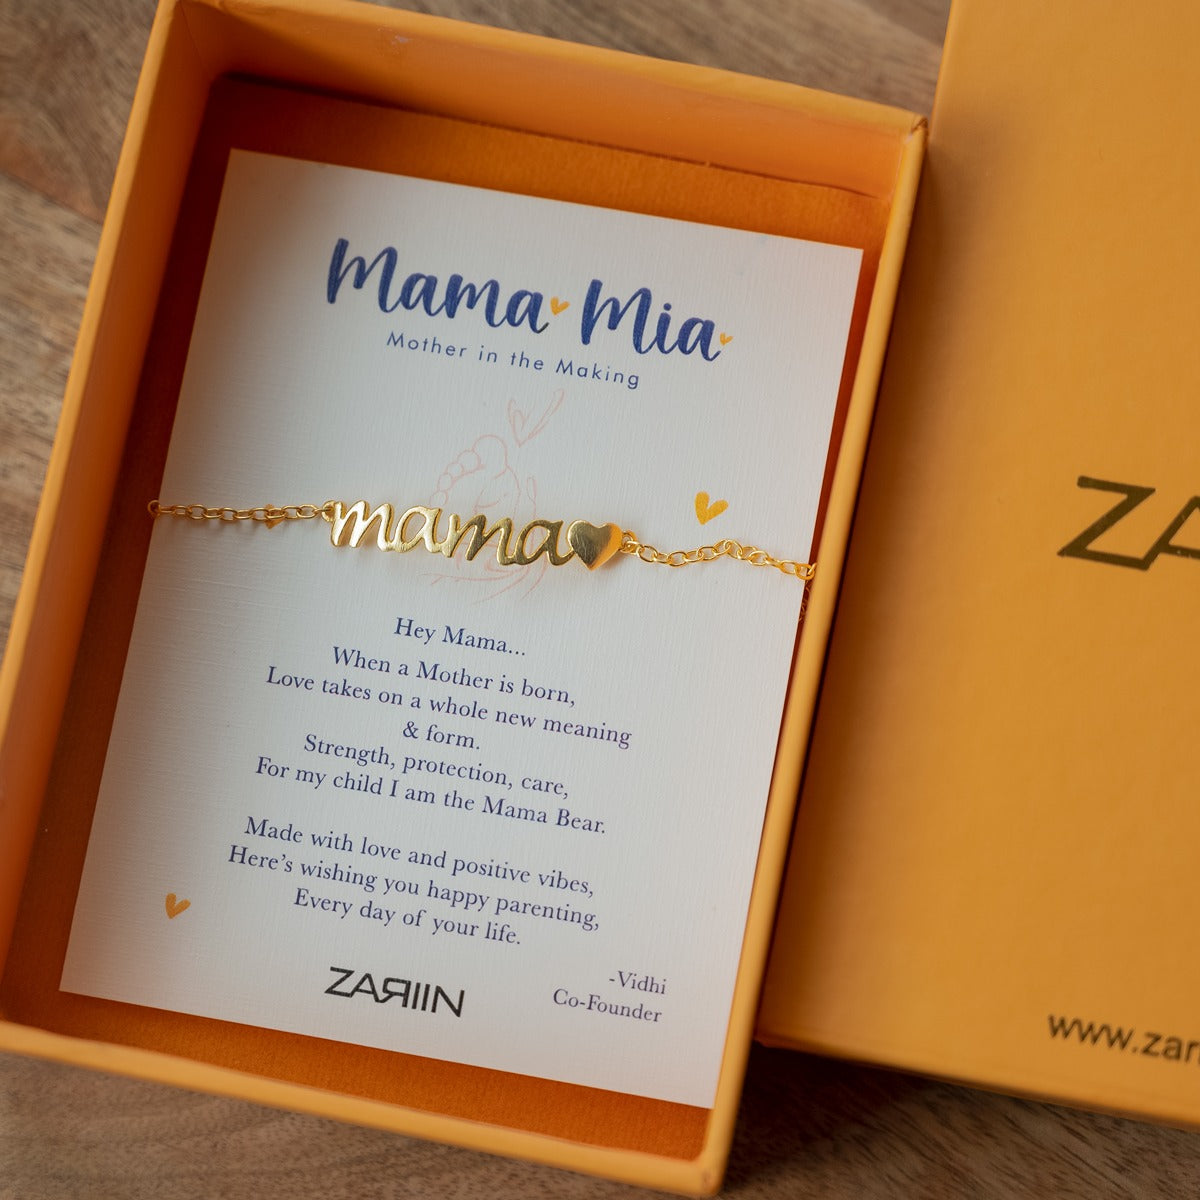 Mama Mia
Mother in the Making
mama
Hey Mama...
When a Mother is born,
Love takes on a whole new meaning
& form.
Strength, protection, care,
For my child I am the Mama Bear.
Made with love and positive vibes,
Here’s wishing you happy parenting,
Every day of your life.
-Vidhi
Co-Founder
ZARIIN
ZA
www.zar